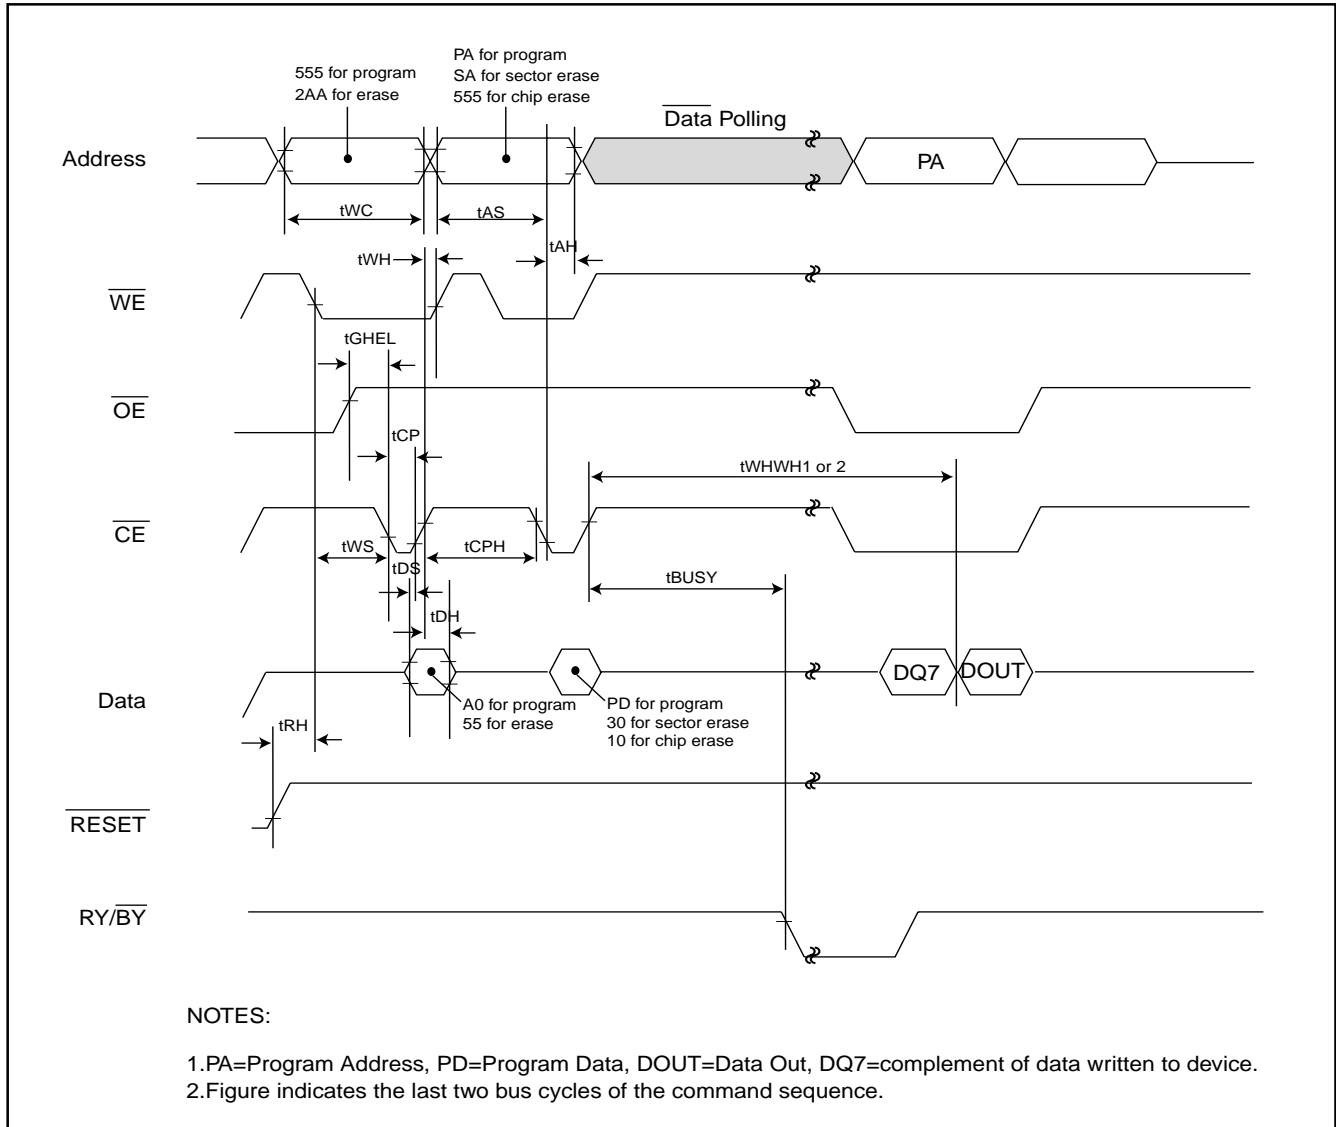 PA for program
SA for sector erase
555 for chip erase
555 for program
2AA for erase
Data Polling
Address
PA
tWC
tAS
tAH
tWH
WE
tGHEL
OE
tCP
tWHWH1 or 2
CE
tWS
tCPH
tDS
tBUSY
tDH
Data
DQ7
DOUT
A0 for program
55 for erase
PD for program
30 for sector erase
10 for chip erase
tRH
RESET
RY/BY
NOTES:
1.PA=Program Address, PD=Program Data, DOUT=Data Out, DQ7=complement of data written to device.
2.Figure indicates the last two bus cycles of the command sequence.